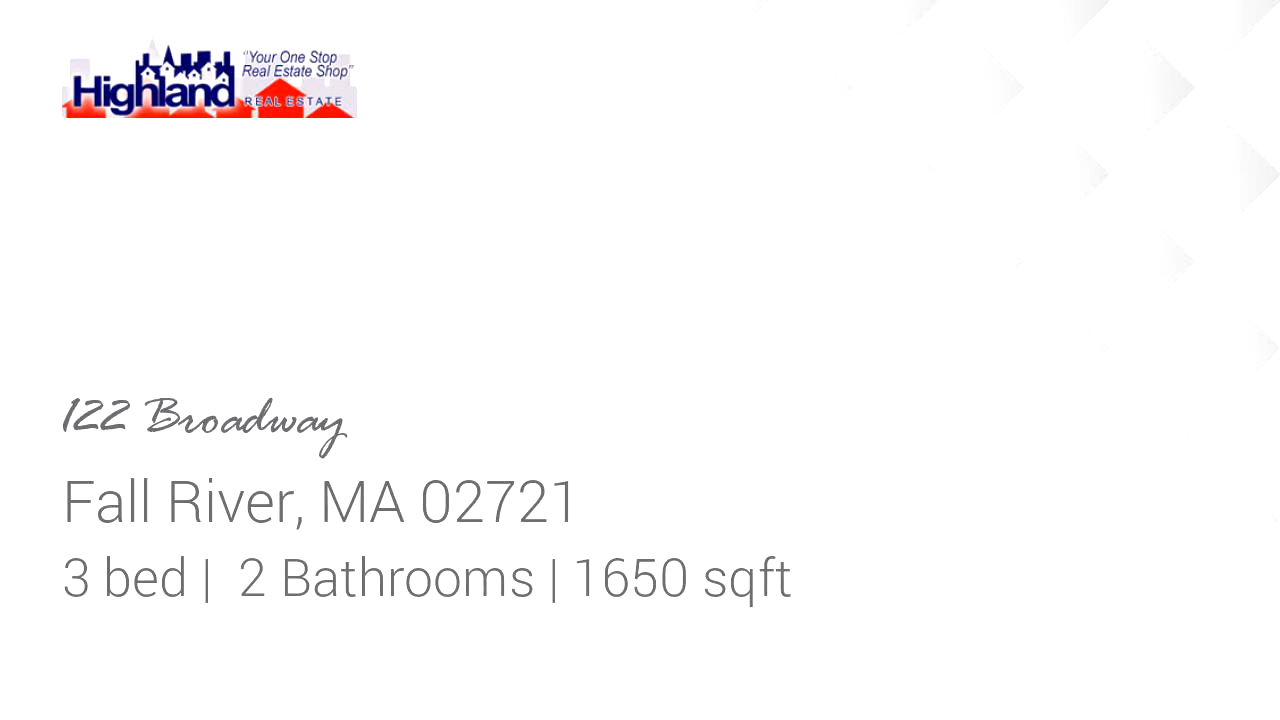 "Your One Stop
Real Estate Shop"
Highland
REAL ESTATE
122 Broadway
Fall River, MA 02721
3 bed |  2 Bathrooms | 1650 sqft